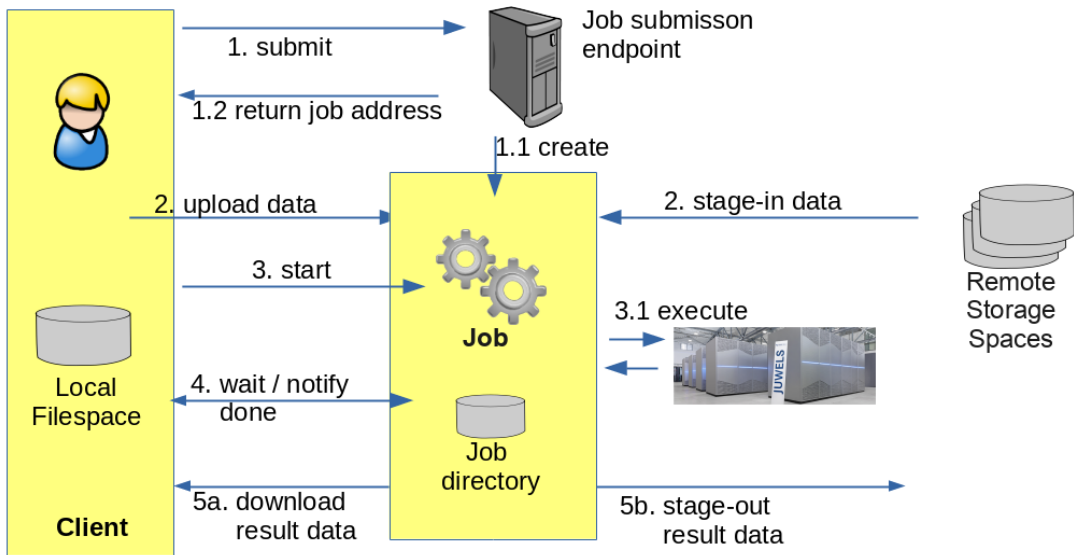 Job submisson
endpoint
1. submit
1.2 return job address
1.1 create
2. upload data
2. stage-in data
3. start
Remote
Storage
Spaces
3.1 execute
Job
JUWELS
Local
Filespace
4. wait / notify
done
Job
directory
5a. download
result data
5b. stage-out
result data
Client